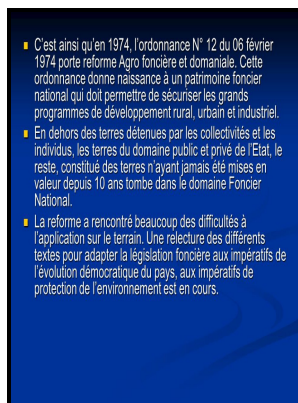 C'est ainsi qu'en 1974, l'ordonnance N° 12 du 06 février
1974 porte reforme Agro foncière et domaniale. Cette
ordonnance donne naissance à un patrimoine foncier
national qui doit permettre de sécuriser les grands
programmes de développement rural, urbain et industriel.
En dehors des terres détenues par les collectivités et les
individus, les terres du domaine public et privé de l'Etat, le
reste, constitué des terres n'ayant jamais été mises en
valeur depuis 10 ans tombe dans le domaine Foncier
National.
La reforme a rencontré beaucoup des difficultés à
l'application sur le terrain. Une relecture des différents
textes pour adapter la législation foncière aux impératifs de
l'évolution démocratique du pays, aux impératifs de
protection de l'environnement est en cours.